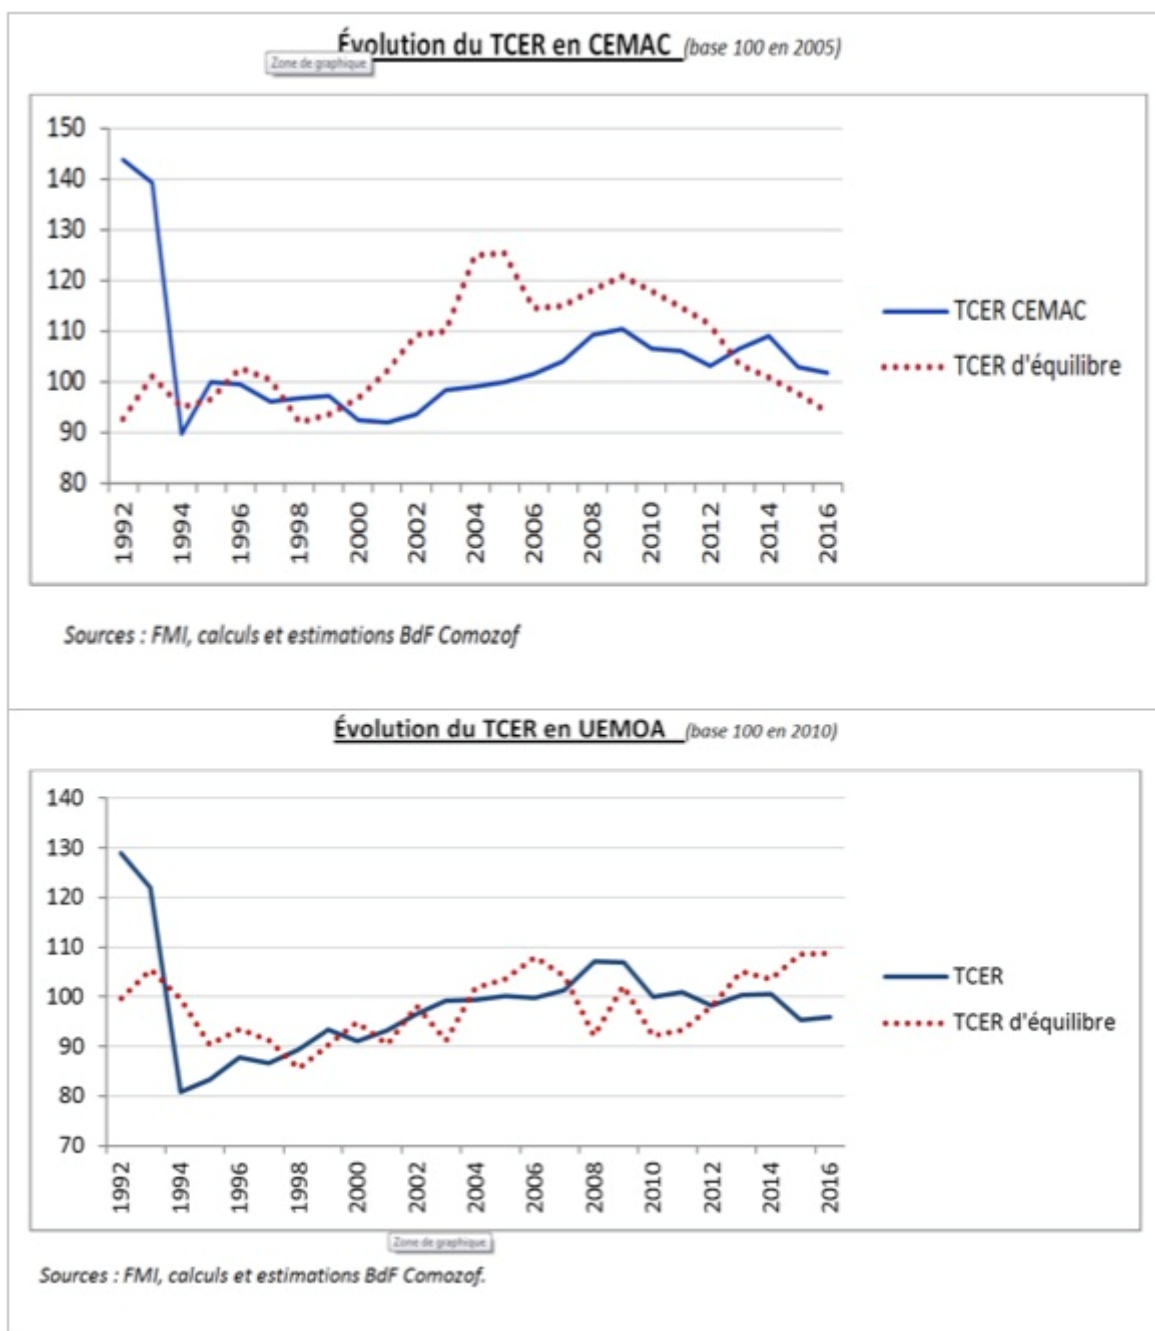 Évolution du TCER en CEMAC (base 100 en 2005)
Zone de graphique
150
140
130
120
110
100
90
80
1992 1994 1996 1998 2000 2002 2004 2006 2008 2010 2012 2014 2016
TCER CEMAC
TCER d'équilibre
Sources : FMI, calculs et estimations BdF Comozof
Évolution du TCER en UEMOA (base 100 en 2010)
140
130
120
110
100
90
80
70
1992 1994 1996 1998 2000 2002 2004 2006 2008 2010 2012 2014 2016
TCER
TCER d'équilibre
Zone de graphique
Sources : FMI, calculs et estimations BdF Comozof.